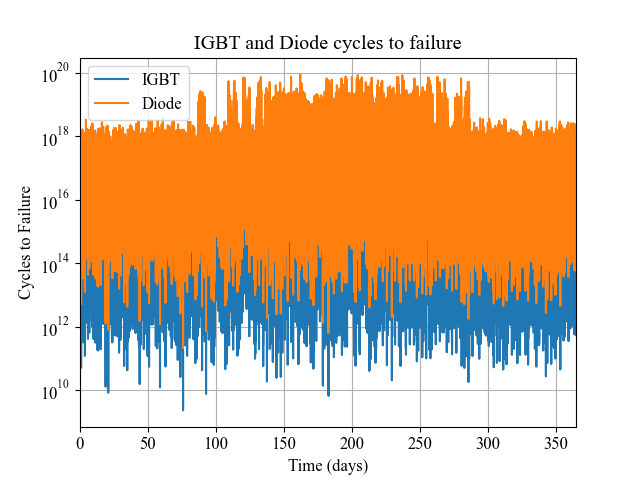 IGBT and Diode cycles to failure
IGBT
Diode
Cycles to Failure
10^20
10^18
10^16
10^14
10^12
10^10
0 50 100 150 200 250 300 350
Time (days)